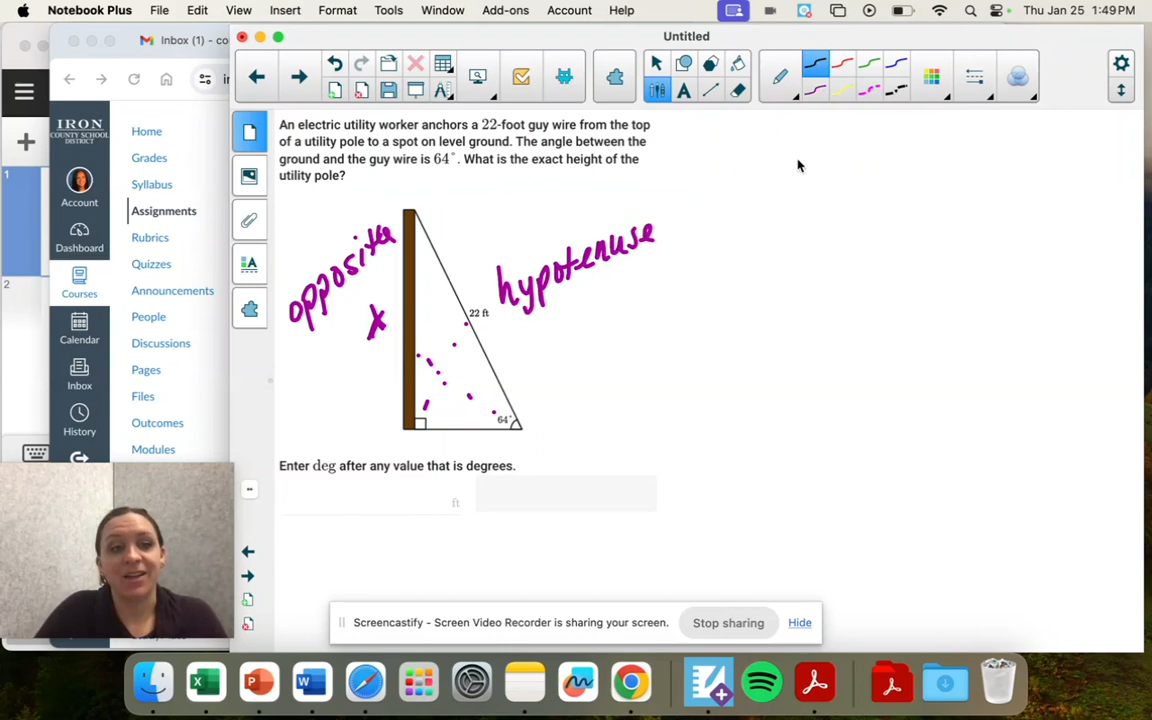 Notebook Plus File Edit View Insert Format Tools Window Add-ons Account Help Thu Jan 25 1:49 PM
Inbox (1) - co
Untitled
IRON
COUNTY SCHOOL
DISTRICT
Account
Dashboard
Courses
Calendar
Inbox
History
Home
Grades
Syllabus
Assignments
Rubrics
Quizzes
Announcements
People
Discussions
Pages
Files
Outcomes
Modules
1
2
An electric utility worker anchors a 22-foot guy wire from the top
of a utility pole to a spot on level ground. The angle between the
ground and the guy wire is 64°. What is the exact height of the
utility pole?
opposite
hypotenuse
x
22 ft
64°
Enter deg after any value that is degrees.
ft
Screencastify - Screen Video Recorder is sharing your screen. Stop sharing Hide